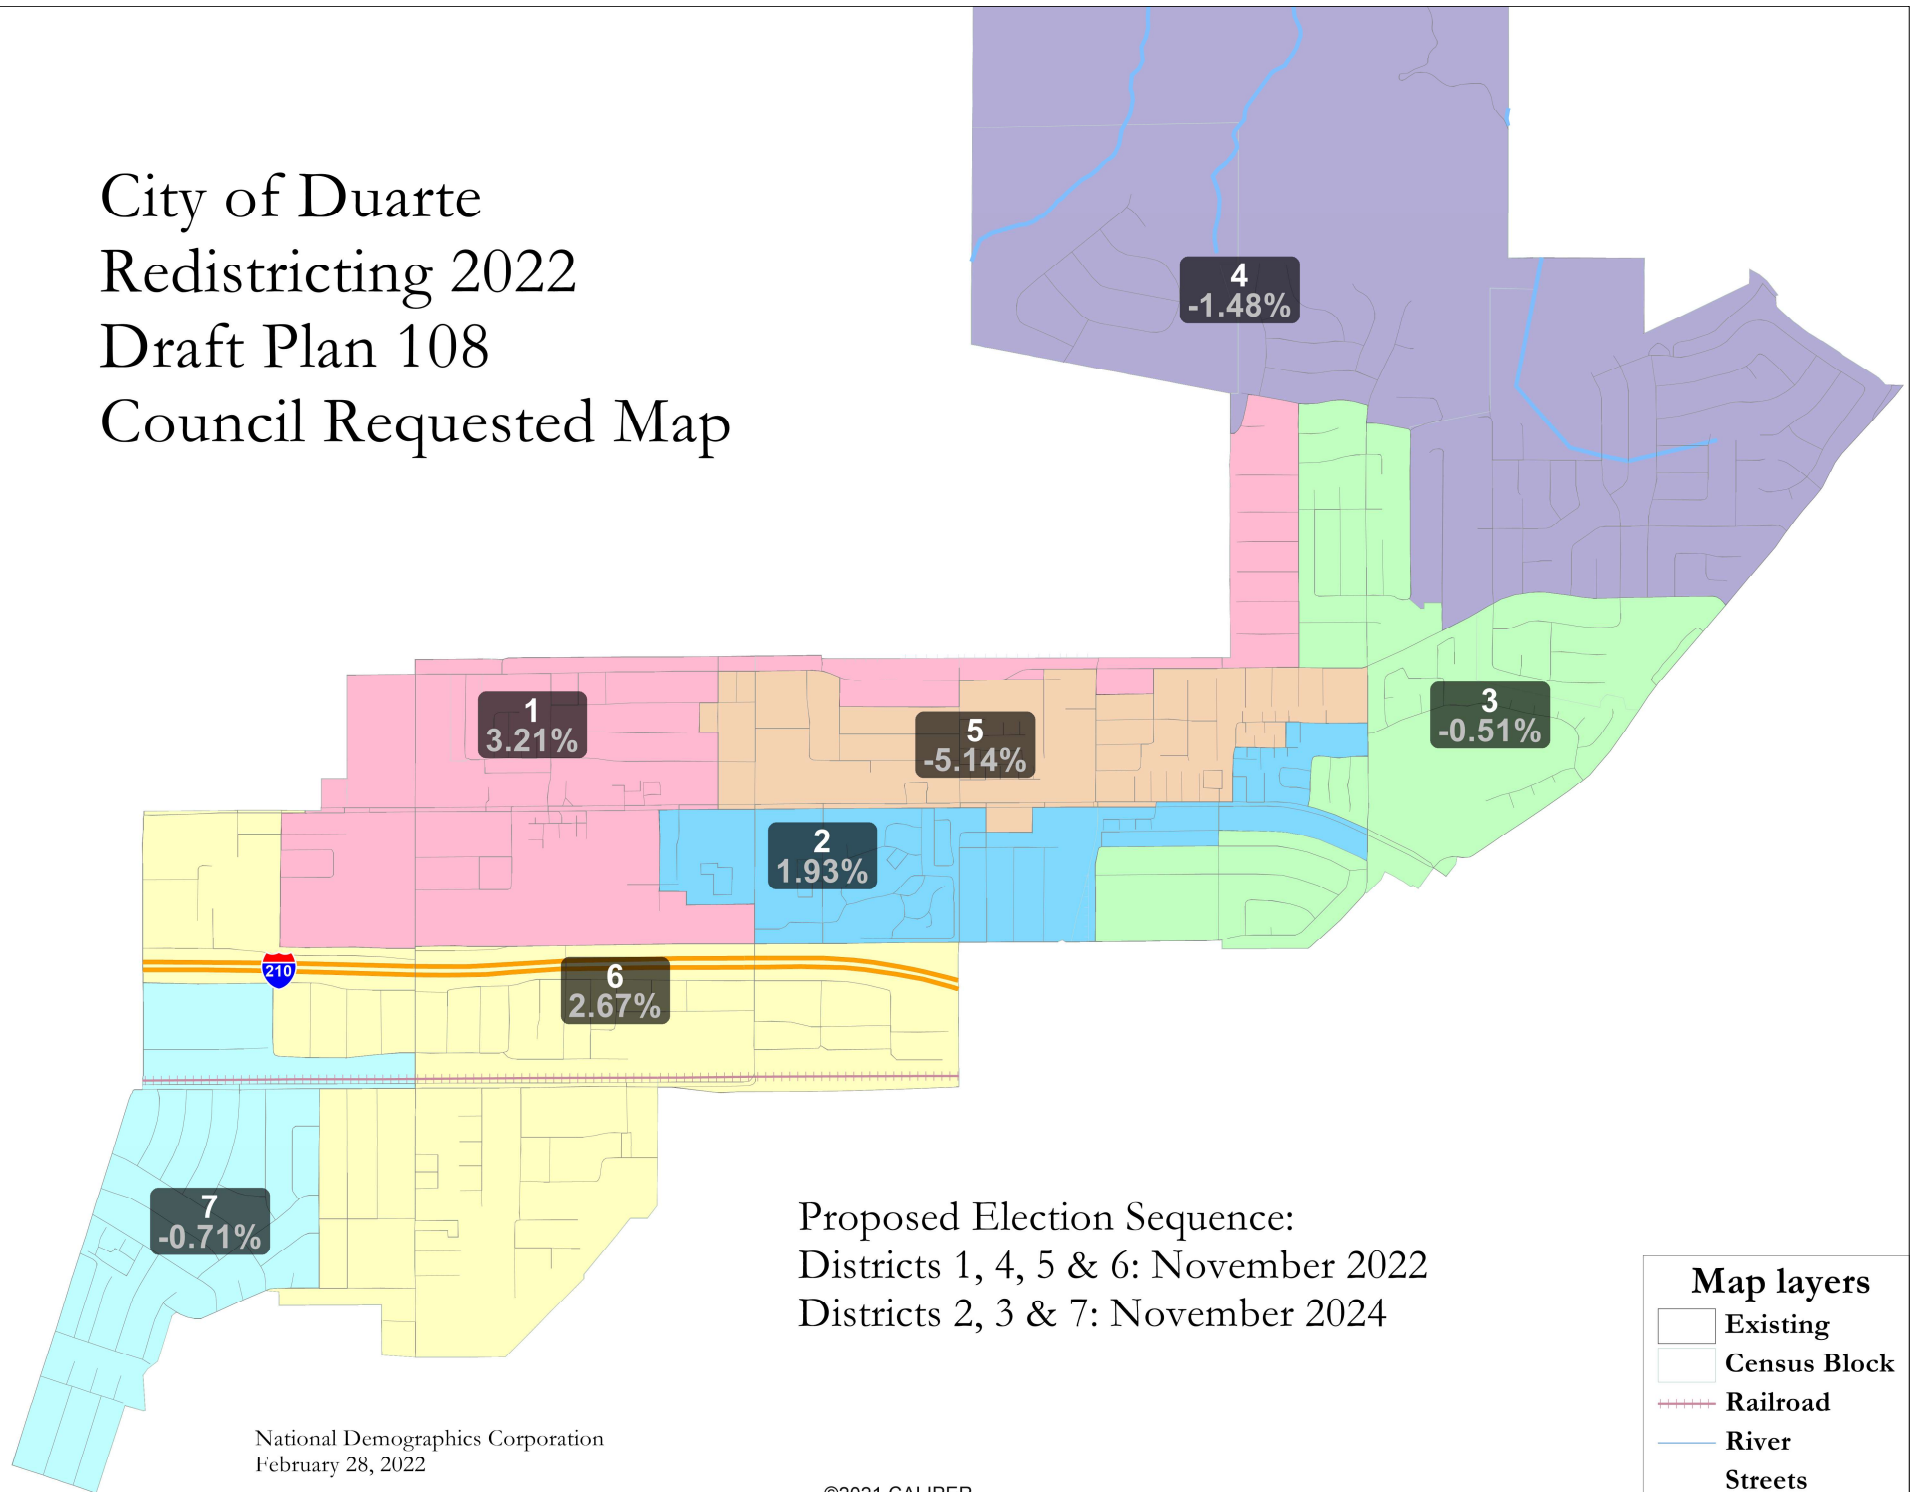 City of Duarte
Redistricting 2022
Draft Plan 108
Council Requested Map
4
-1.48%
1
3.21%
5
-5.14%
3
-0.51%
2
1.93%
210
6
2.67%
7
-0.71%
Proposed Election Sequence:
Districts 1, 4, 5 & 6: November 2022
Districts 2, 3 & 7: November 2024
Map layers
Existing
Census Block
Railroad
River
Streets
National Demographics Corporation
February 28, 2022
©2021 CALIPER